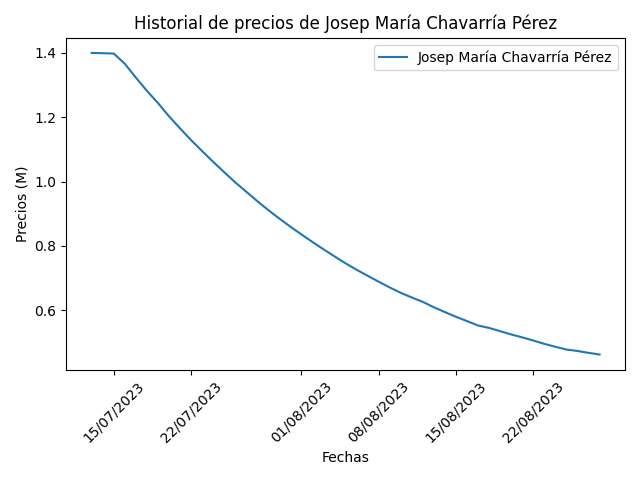 Historial de precios de Josep María Chavarría Pérez
Josep María Chavarría Pérez
Precios (M)
1.4
1.2
1.0
0.8
0.6
15/07/2023
22/07/2023
01/08/2023
08/08/2023
15/08/2023
22/08/2023
Fechas